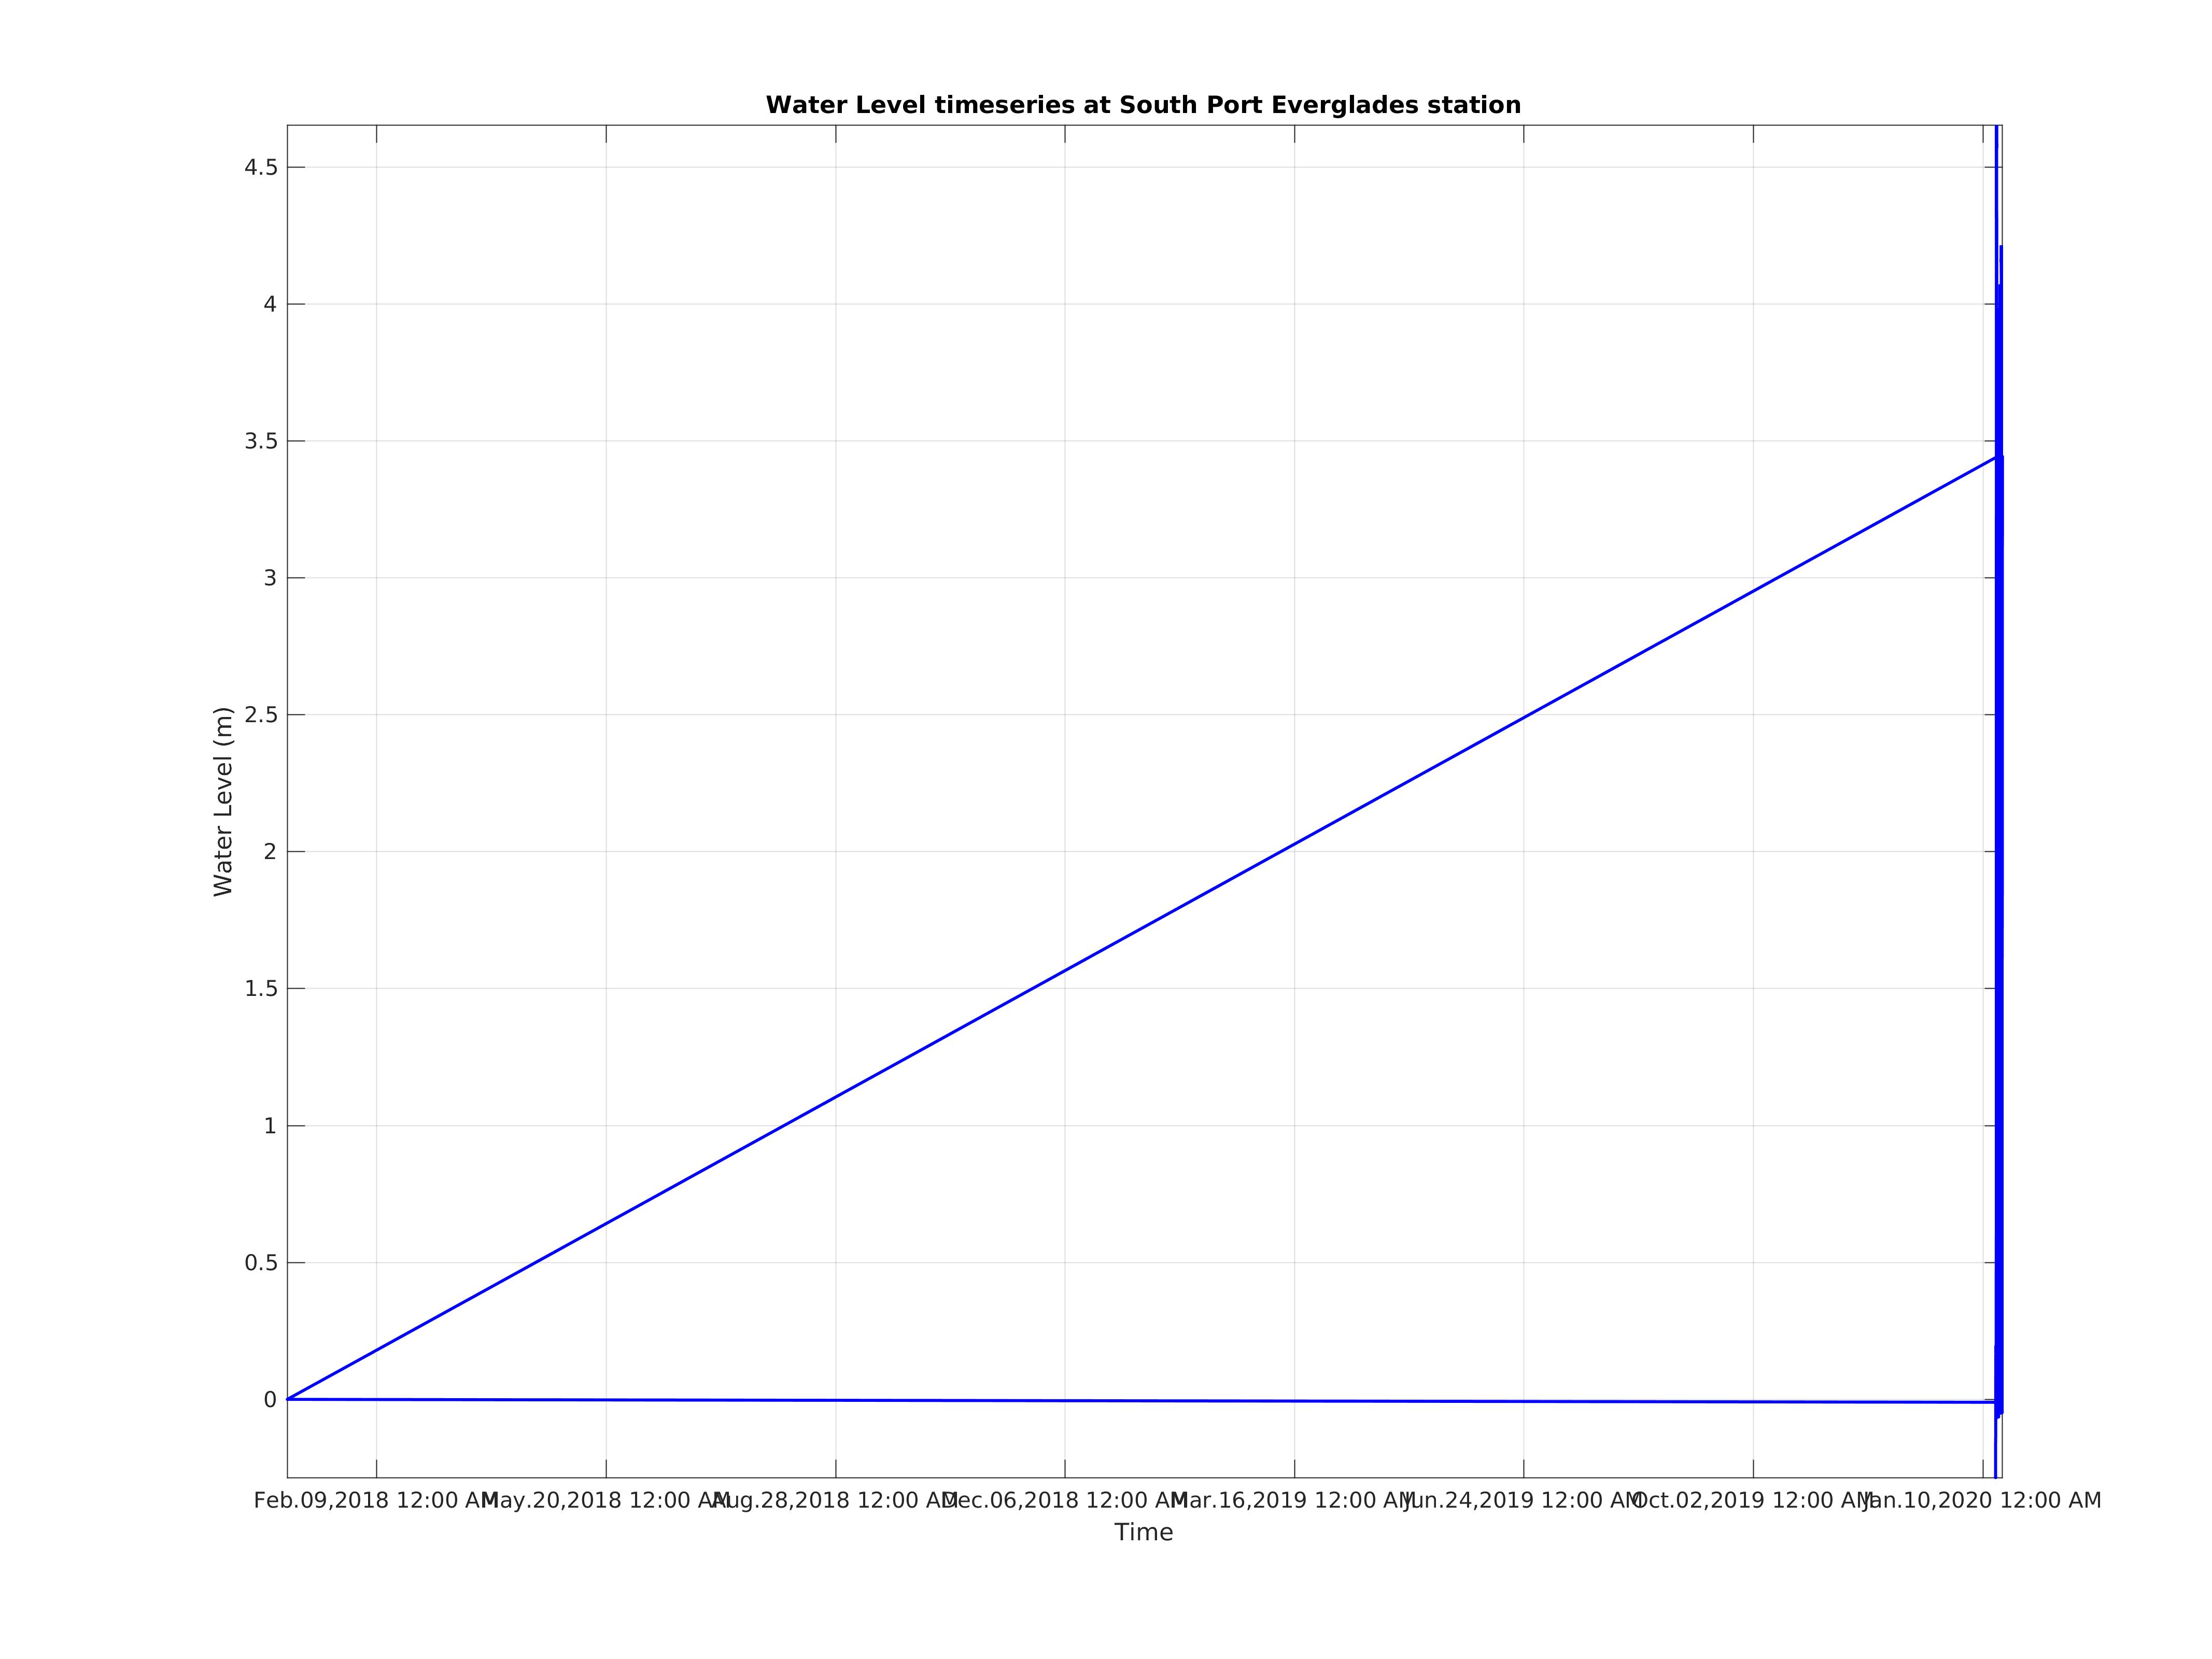 Water Level timeseries at South Port Everglades station
4.5
4
3.5
3
2.5
2
1.5
1
0.5
0
Water Level (m)
Feb.09,2018 12:00 AM May.20,2018 12:00 AM Aug.28,2018 12:00 AM Dec.06,2018 12:00 AM Mar.16,2019 12:00 AM Jun.24,2019 12:00 AM Oct.02,2019 12:00 AM Jan.10,2020 12:00 AM
Time